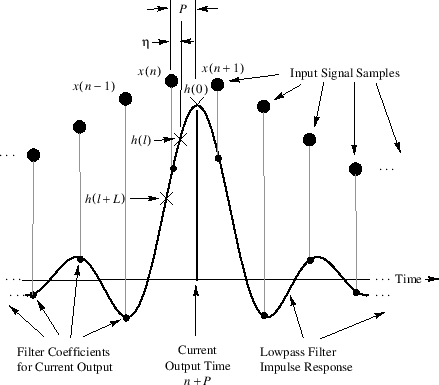 P
η
x(n)
x(n+1)
Input Signal Samples
x(n−1)
h(0)
h(l)
h(l+L)
Time
Filter Coefficients
for Current Output
Current
Output Time
n+P
Lowpass Filter
Impulse Response